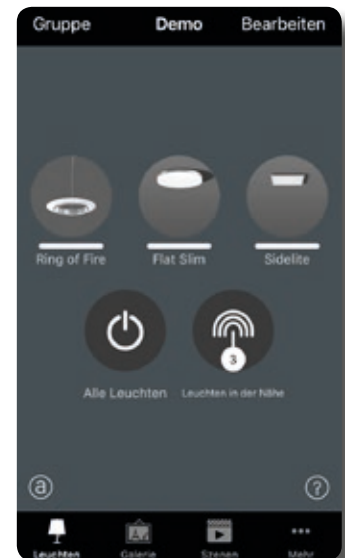 Gruppe Demo Bearbeiten
Ring of Fire Flat Slim Sidelite
3
Alle Leuchten Leuchten in der Nähe
a ?
Leuchten Galerie Szenen Mehr